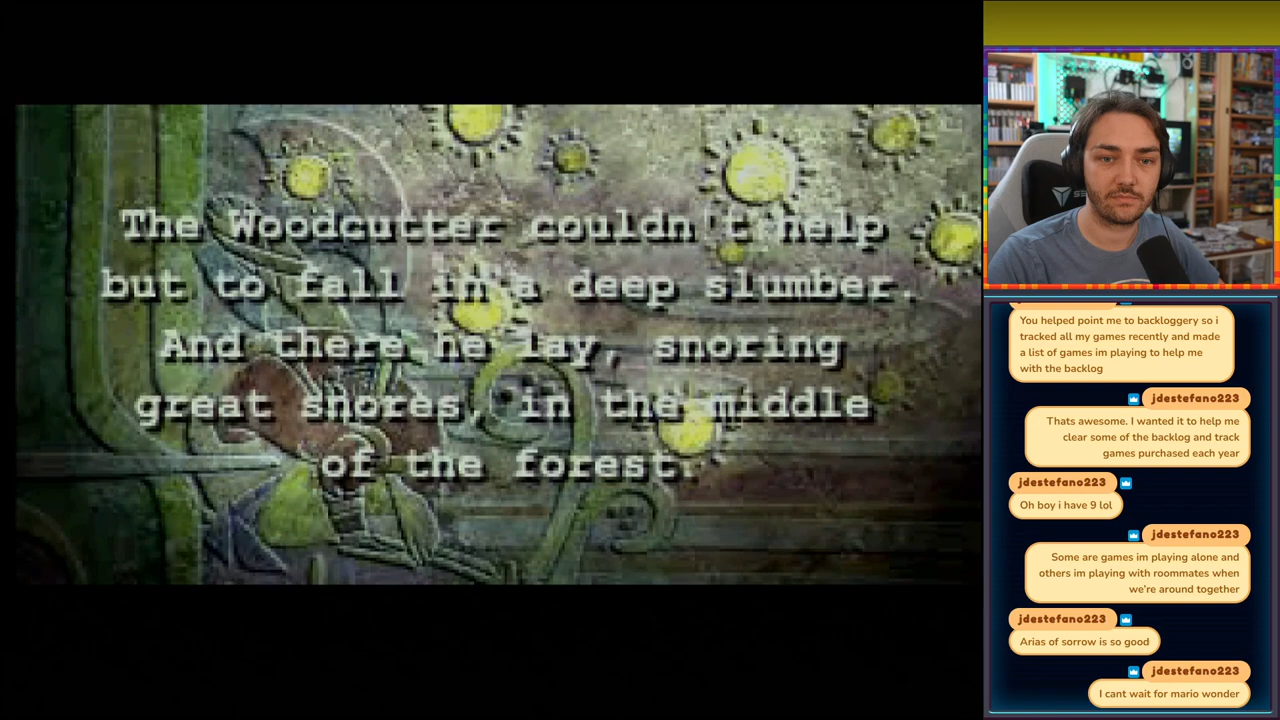 The Woodcutter couldn't help
but to fall in a deep slumber.
And there he lay, snoring
great snores, in the middle
of the forest.
You helped point me to backloggery so i
tracked all my games recently and made
a list of games im playing to help me
with the backlog
jdestefano223
Thats awesome. I wanted it to help me
clear some of the backlog and track
games purchased each year
jdestefano223
Oh boy i have 9 lol
jdestefano223
Some are games im playing alone and
others im playing with roommates when
we're around together
jdestefano223
Arias of sorrow is so good
jdestefano223
I cant wait for mario wonder